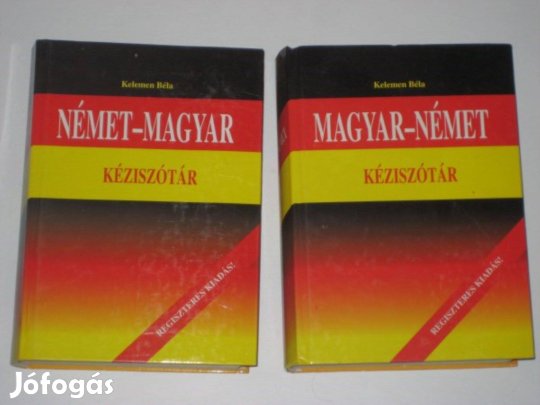 Kelemen Béla
NÉMET–MAGYAR
KÉZISZÓTÁR
REGISZTERES KIADÁS!
Kelemen Béla
MAGYAR–NÉMET
KÉZISZÓTÁR
REGISZTERES KIADÁS!
Jófogás